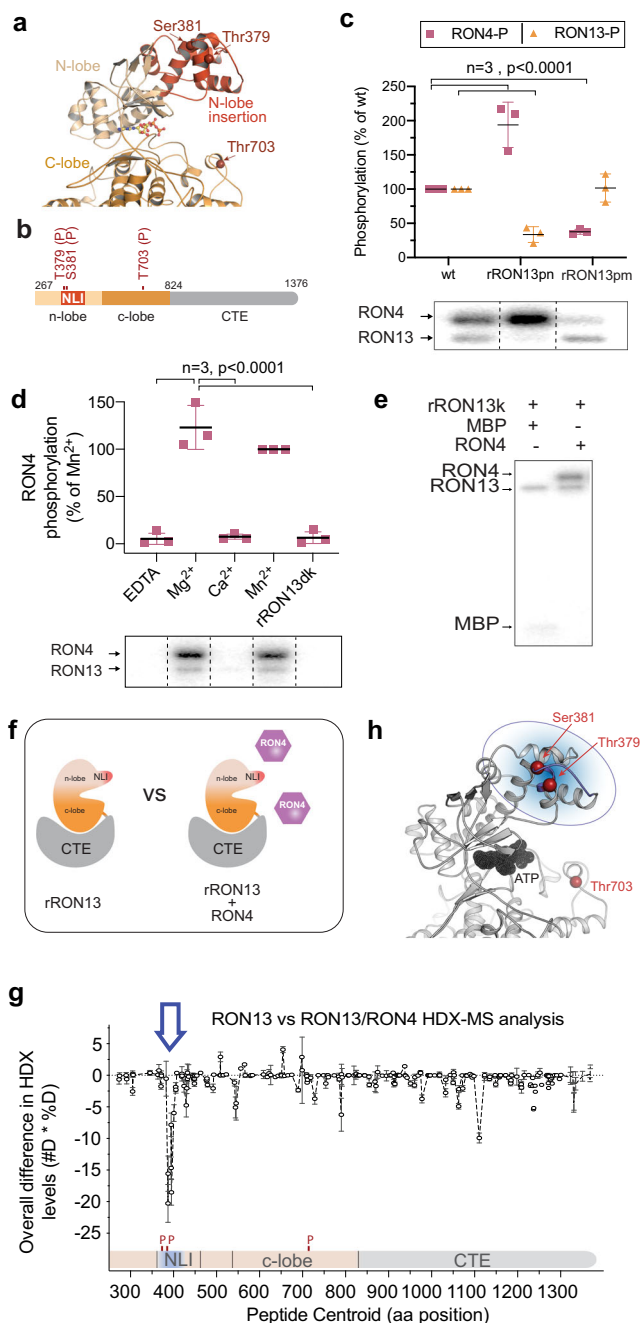 a
Ser381
Thr379
N-lobe
N-lobe
insertion
C-lobe
Thr703
b
T379 (P)
S381 (P)
T703 (P)
267
824
1376
NLI
n-lobe
c-lobe
CTE
c
RON4-P
RON13-P
n=3 , p<0.0001
Phosphorylation (% of wt)
250
200
150
100
50
0
wt
rRON13pn
rRON13pm
RON4
RON13
d
n=3, p<0.0001
RON4
phosphorylation
(% of Mn²⁺)
150
100
50
0
EDTA
Mg²⁺
Ca²⁺
Mn²⁺
rRON13dk
RON4
RON13
e
rRON13k + +
MBP + -
RON4 - +
RON4
RON13
MBP
f
n-lobe
NLI
c-lobe
CTE
rRON13
VS
RON4
n-lobe
NLI
RON4
c-lobe
CTE
rRON13
+
RON4
h
Ser381
Thr379
ATP
Thr703
g
RON13 vs RON13/RON4 HDX-MS analysis
Overall difference in HDX
levels (#D * %D)
5
0
-5
-10
-15
-20
-25
P P
P
NLI
c-lobe
CTE
300 400 500 600 700 800 900 1000 1100 1200 1300
Peptide Centroid (aa position)